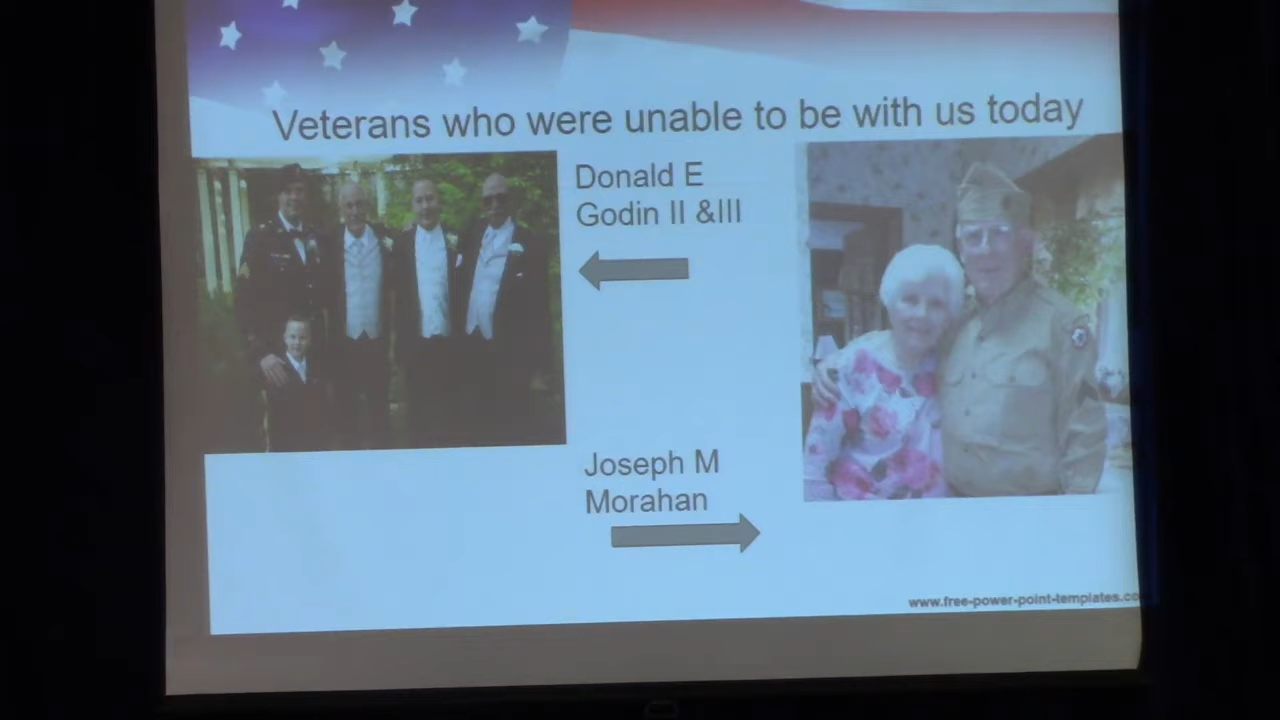 Veterans who were unable to be with us today
Donald E
Godin II &III
Joseph M
Morahan
www.free-power-point-templates.co